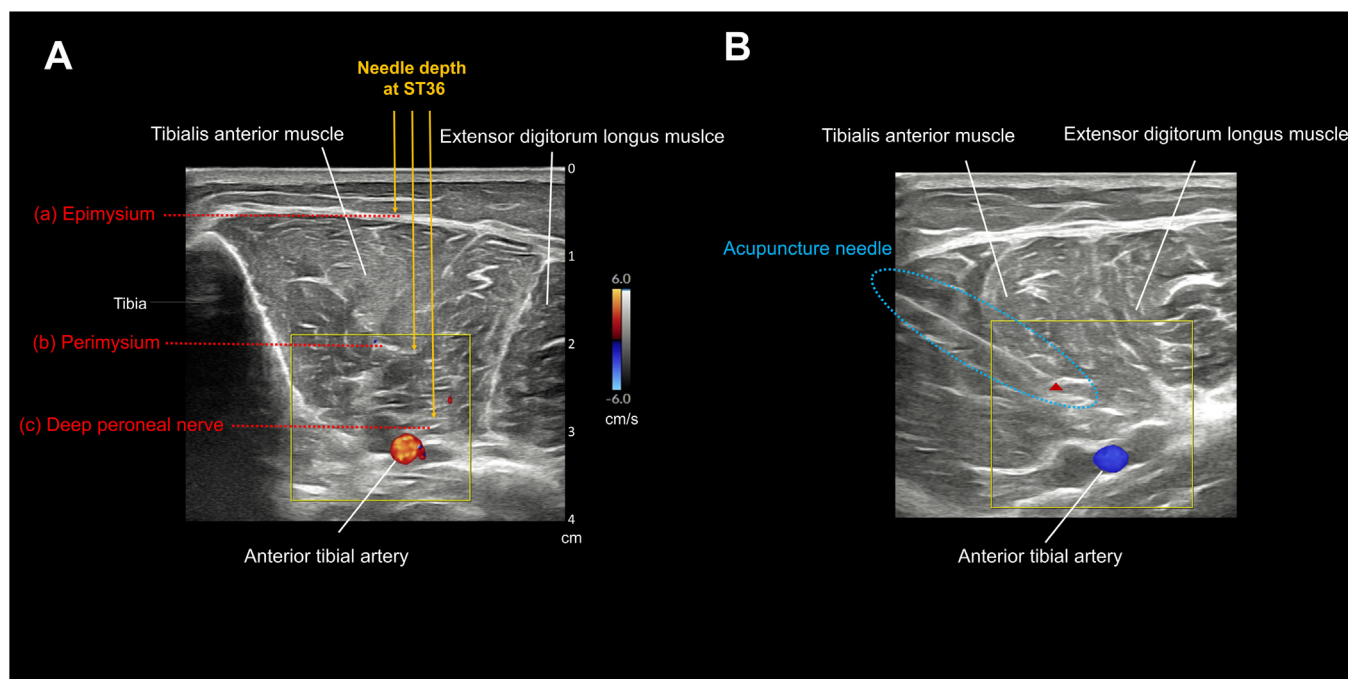 A
B
Needle depth
at ST36
Tibialis anterior muscle
Extensor digitorum longus muslce
Tibialis anterior muscle
Extensor digitorum longus muscle
0
(a) Epimysium
Acupuncture needle
1
6.0
Tibia
(b) Perimysium
2
-6.0
cm/s
(c) Deep peroneal nerve
3
4
cm
Anterior tibial artery
Anterior tibial artery